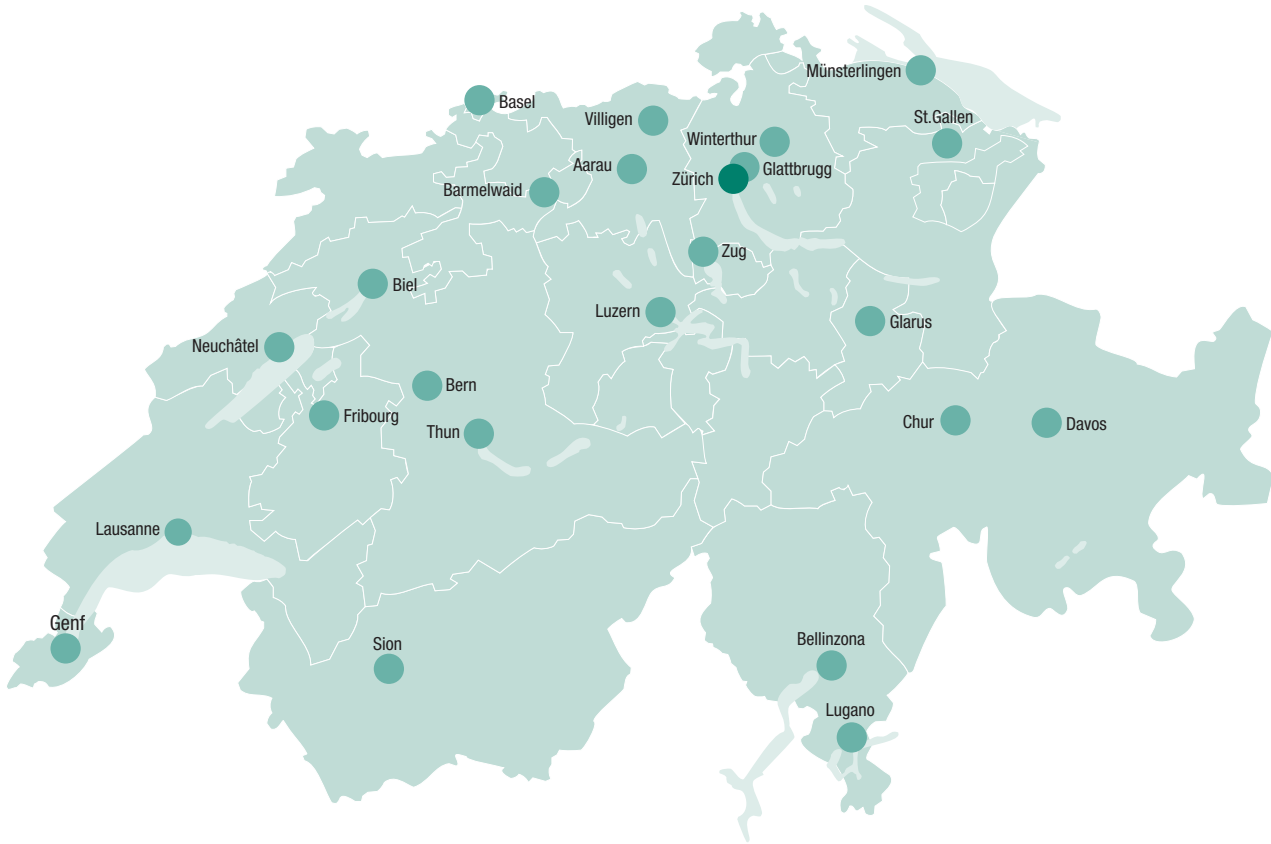 Münsterlingen
Basel
St.Gallen
Villigen
Winterthur
Aarau
Glattbrugg
Zürich
Barmelwaid
Zug
Biel
Luzern
Glarus
Neuchâtel
Bern
Fribourg
Chur
Davos
Thun
Lausanne
Genf
Bellinzona
Sion
Lugano